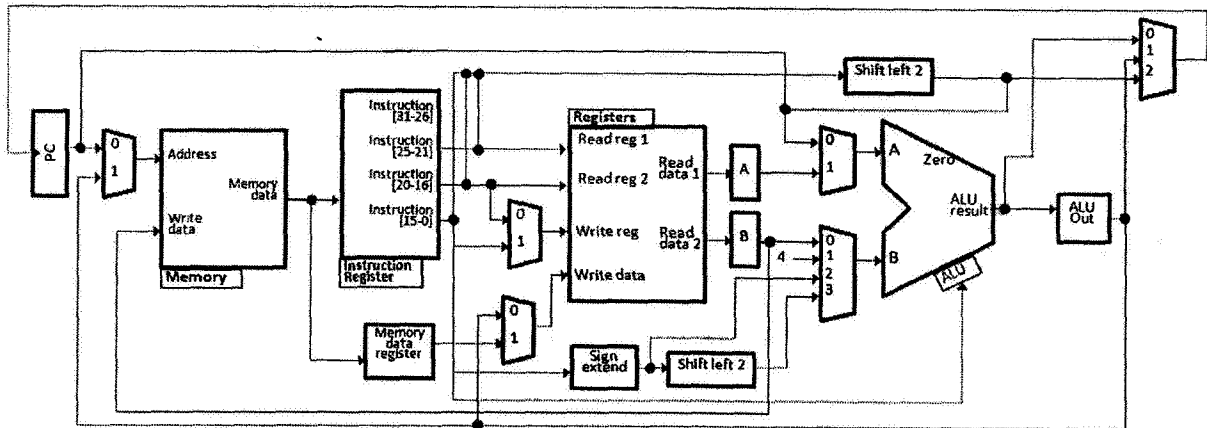 0
1
2
Shift left 2
PC
0
1
Address
Memory
data
Write
data
Memory
Instruction
[31-26]
Instruction
[25-21]
Instruction
[20-16]
Instruction
[15-0]
Instruction
Register
0
1
Registers
Read reg 1
Read reg 2
Write reg
Write data
Read
data 1
Read
data 2
A
B
0
1
4
0
1
2
3
A
B
Zero
ALU
result
ALU
ALU
Out
0
1
Memory
data
register
Sign
extend
Shift left 2